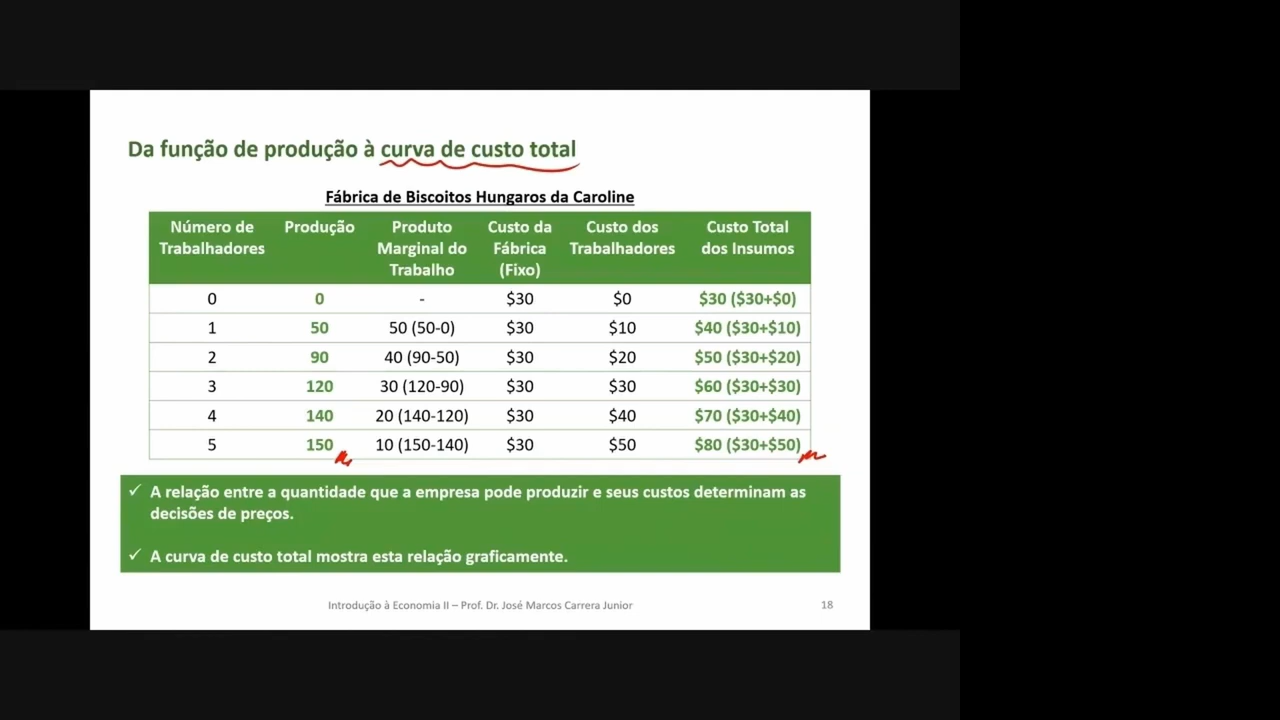 Da função de produção à curva de custo total
Fábrica de Biscoitos Hungaros da Caroline
Número de Trabalhadores Produção Produto Marginal do Trabalho Custo da Fábrica (Fixo) Custo dos Trabalhadores Custo Total dos Insumos
0 0 - $30 $0 $30 ($30+$0)
1 50 50 (50-0) $30 $10 $40 ($30+$10)
2 90 40 (90-50) $30 $20 $50 ($30+$20)
3 120 30 (120-90) $30 $30 $60 ($30+$30)
4 140 20 (140-120) $30 $40 $70 ($30+$40)
5 150 10 (150-140) $30 $50 $80 ($30+$50)
✓ A relação entre a quantidade que a empresa pode produzir e seus custos determinam as
decisões de preços.
✓ A curva de custo total mostra esta relação graficamente.
Introdução à Economia II – Prof. Dr. José Marcos Carrera Junior 18